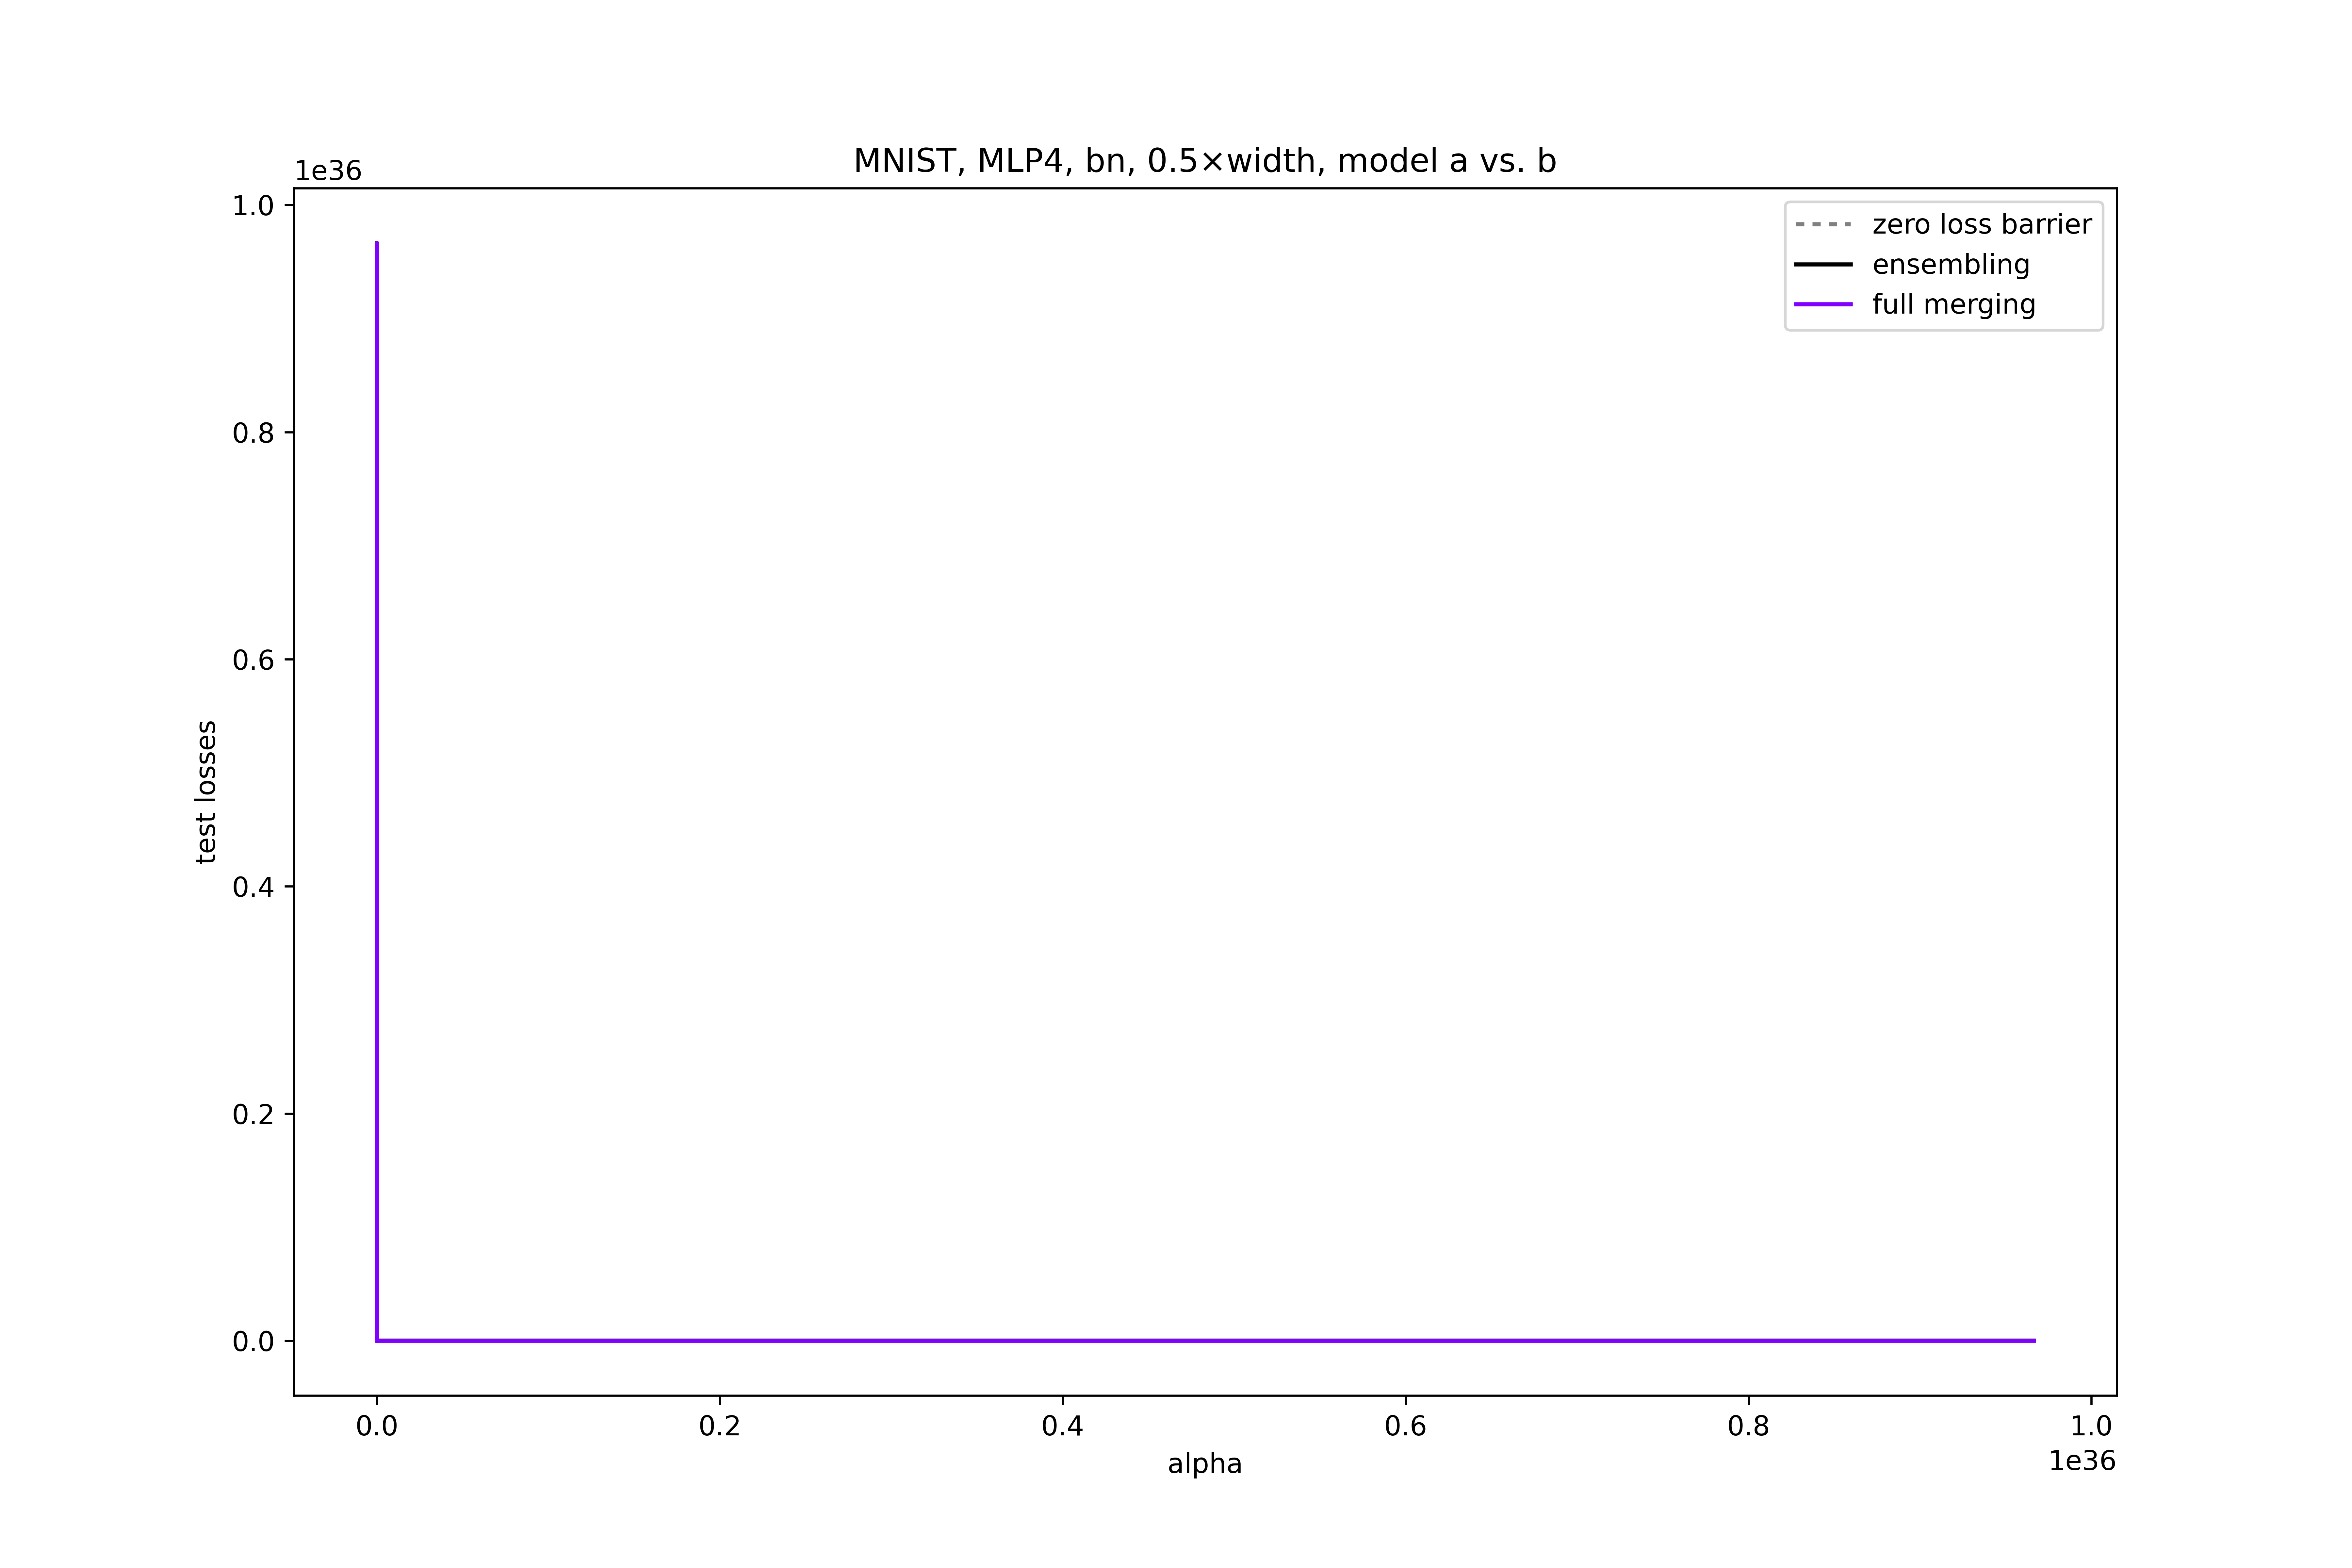 MNIST, MLP4, bn, 0.5×width, model a vs. b
1e36
1.0
0.8
0.6
0.4
0.2
0.0
test losses
zero loss barrier
ensembling
full merging
0.0 0.2 0.4 0.6 0.8 1.0
alpha
1e36